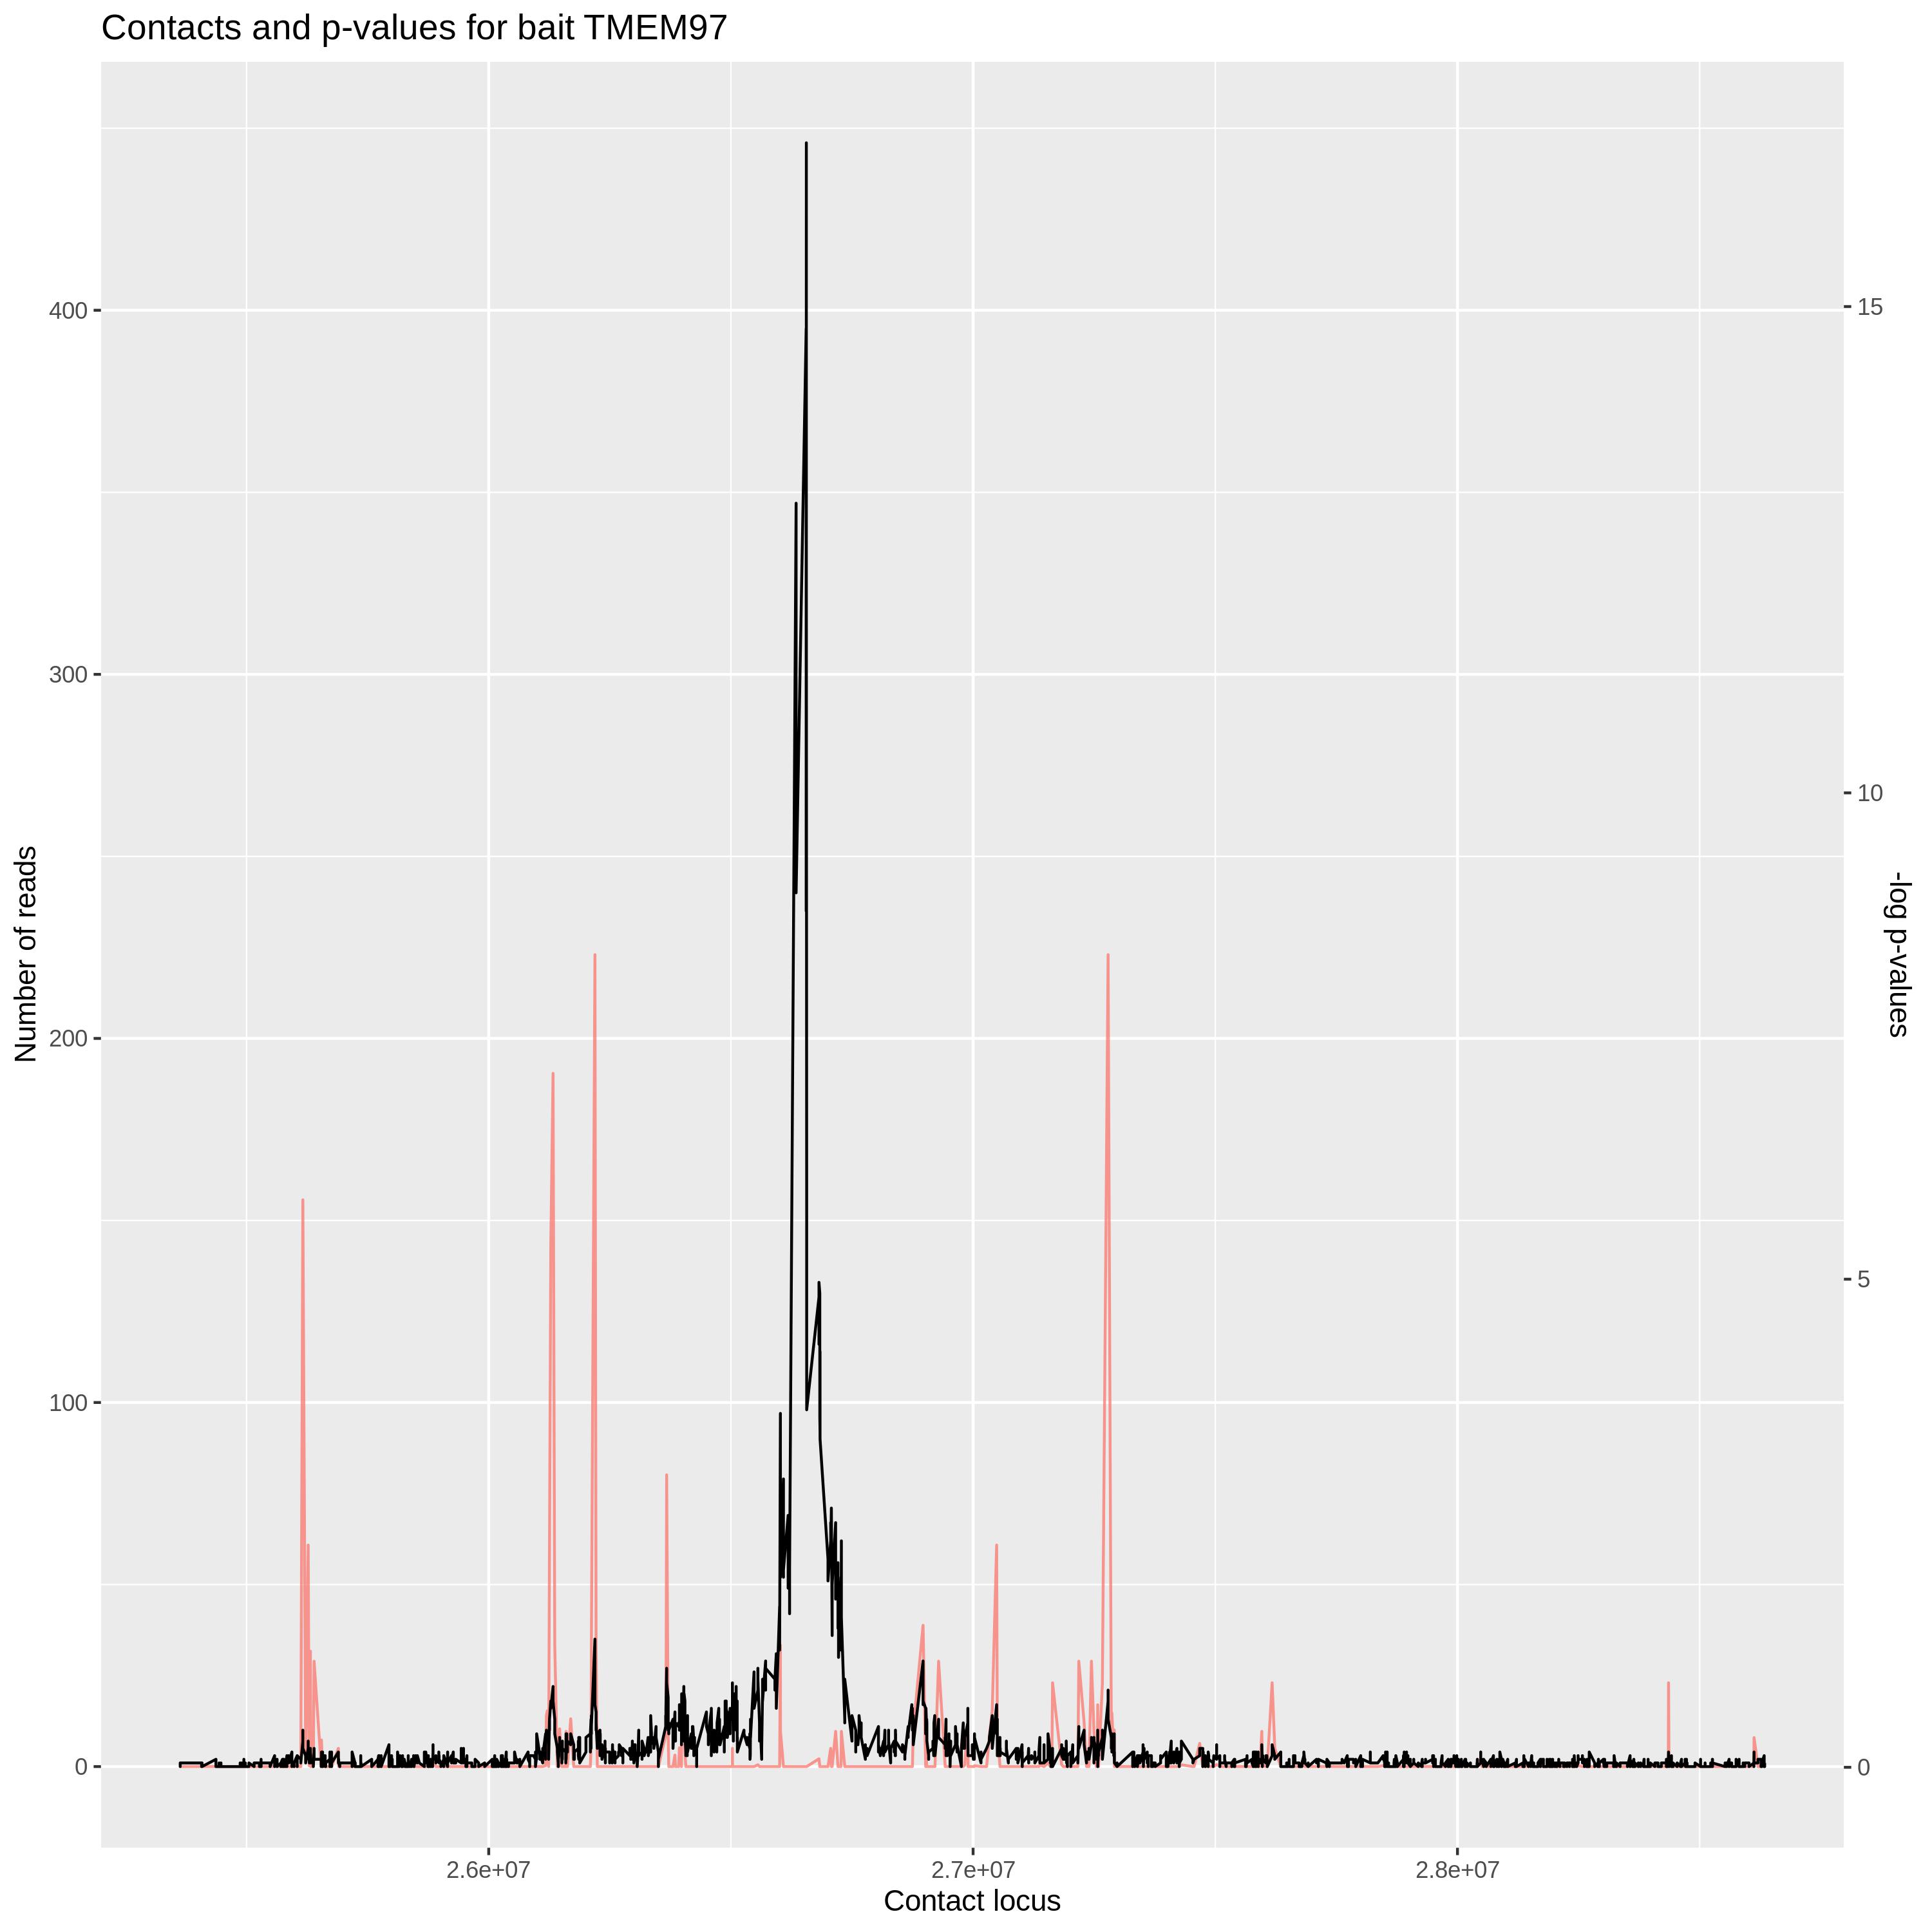 Contacts and p-values for bait TMEM97
Number of reads
400
300
200
100
0
15
10
5
0
-log p-values
2.6e+07
2.7e+07
2.8e+07
Contact locus